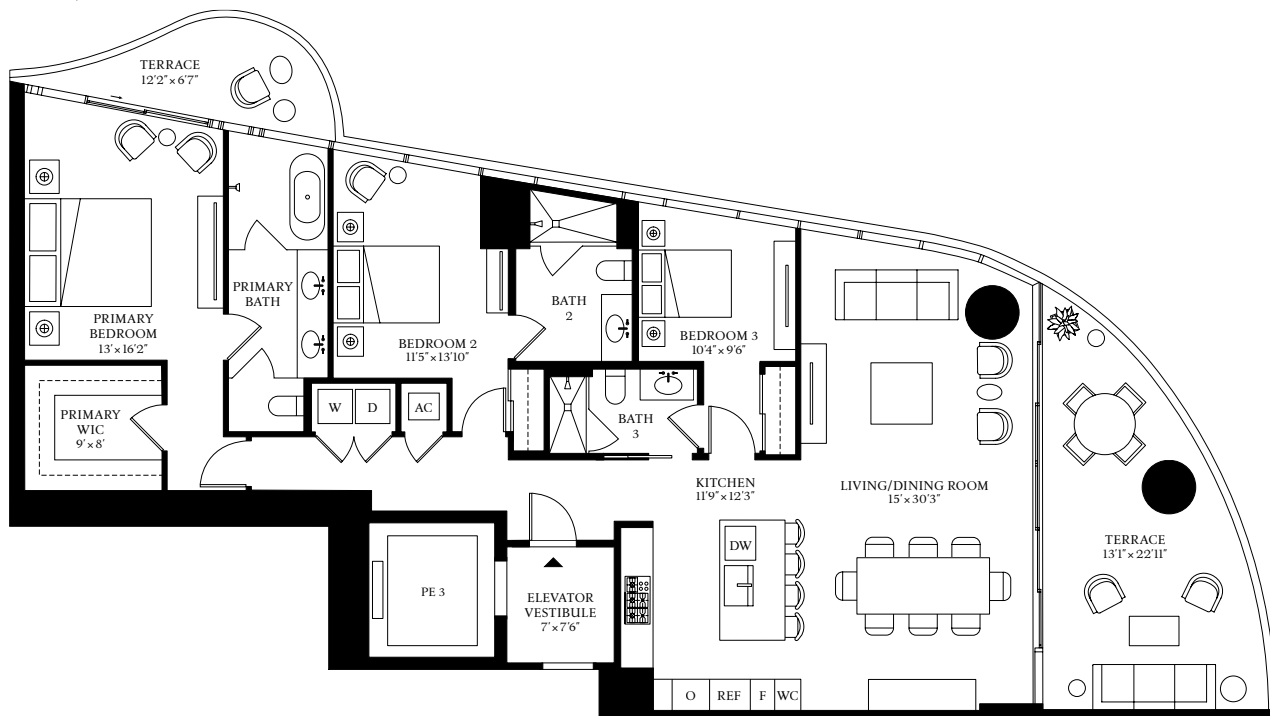 TERRACE
12'2" × 6'7"
PRIMARY
BEDROOM
13' × 16'2"
PRIMARY
BATH
BEDROOM 2
11'5" × 13'10"
BATH
2
BEDROOM 3
10'4" × 9'6"
PRIMARY
WIC
9' × 8'
W
D
AC
BATH
3
KITCHEN
11'9" × 12'3"
LIVING/DINING ROOM
15' × 30'3"
TERRACE
13'1" × 22'11"
DW
PE 3
ELEVATOR
VESTIBULE
7' × 7'6"
O
REF
F
WC